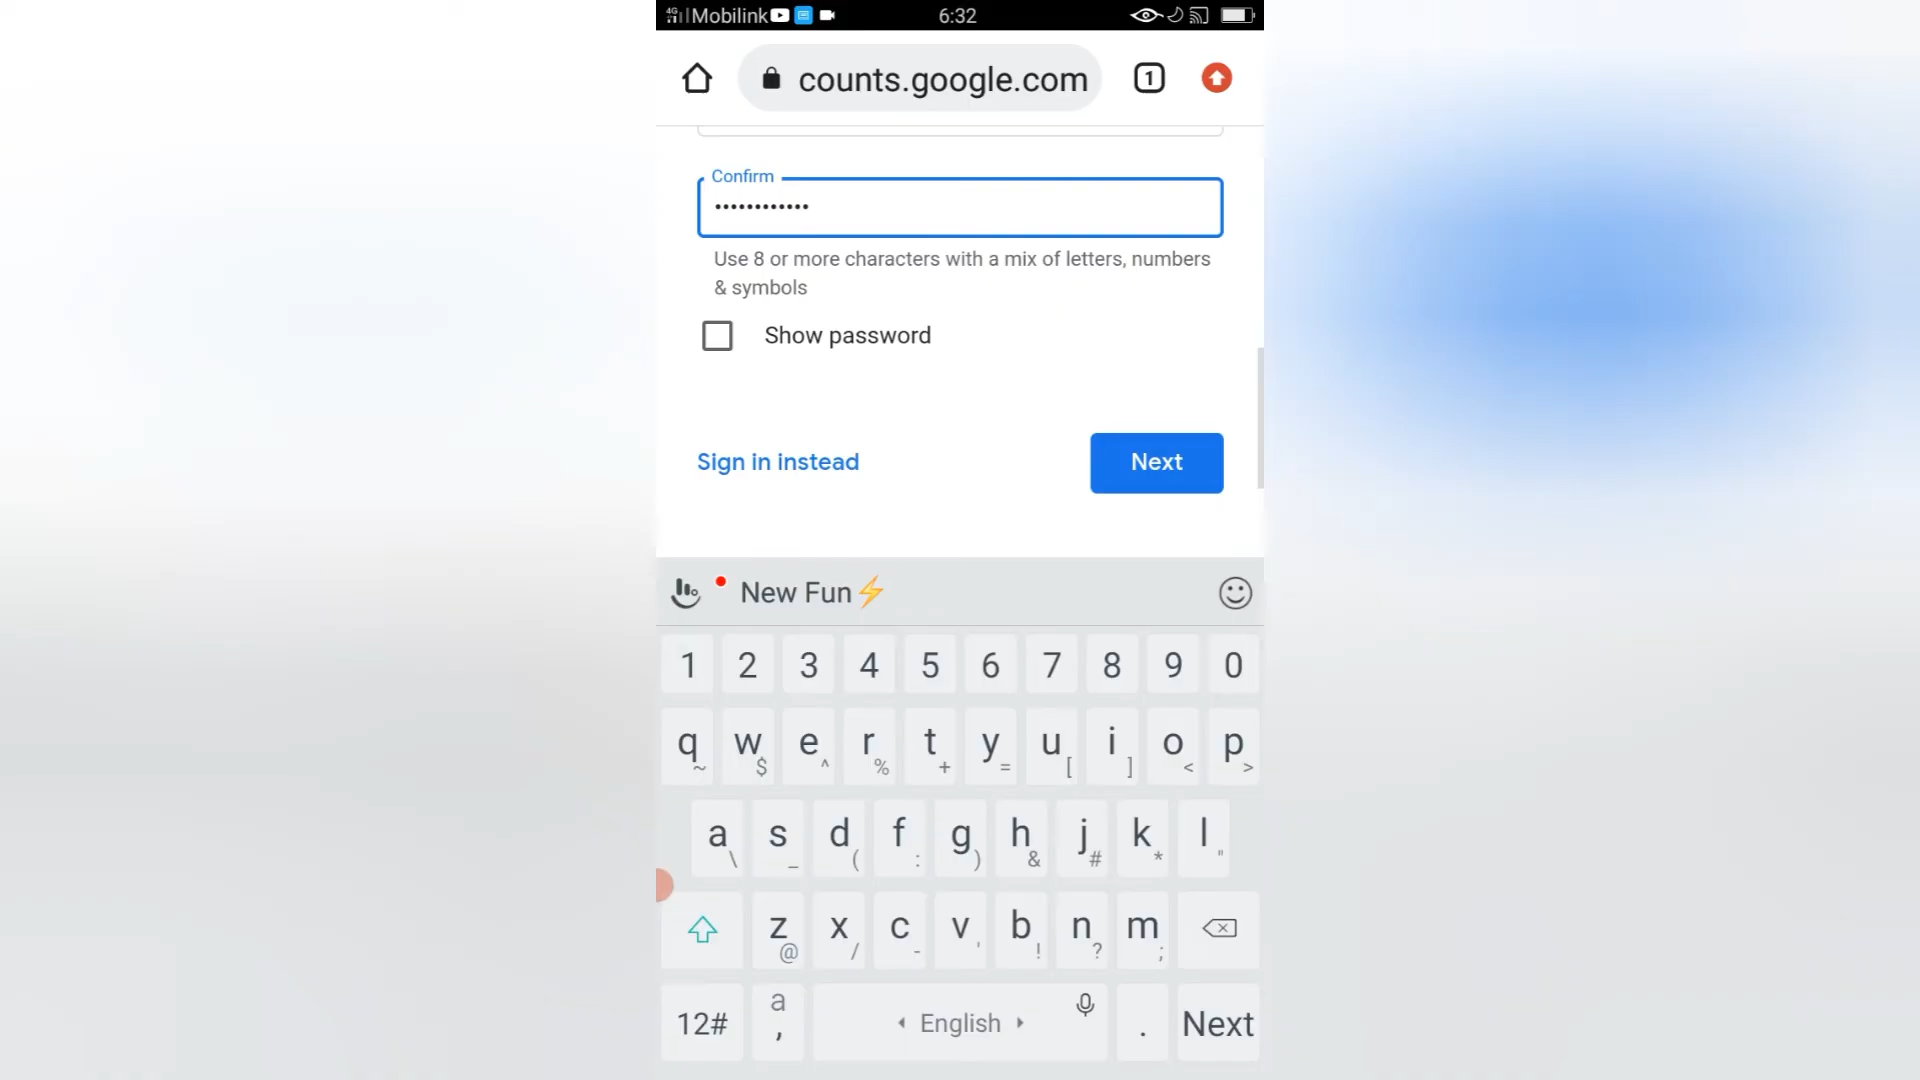 4G Mobilink 6:32
counts.google.com 1
Confirm
••••••••••••
Use 8 or more characters with a mix of letters, numbers
& symbols
Show password
Sign in instead Next
New Fun⚡
1 2 3 4 5 6 7 8 9 0
q w e r t y u i o p
~ $ ^ % + = [ ] < >
a s d f g h j k l
\ _ ( : ) & # * "
z x c v b n m
@ / - ' ! ? ;
12# a , English . Next